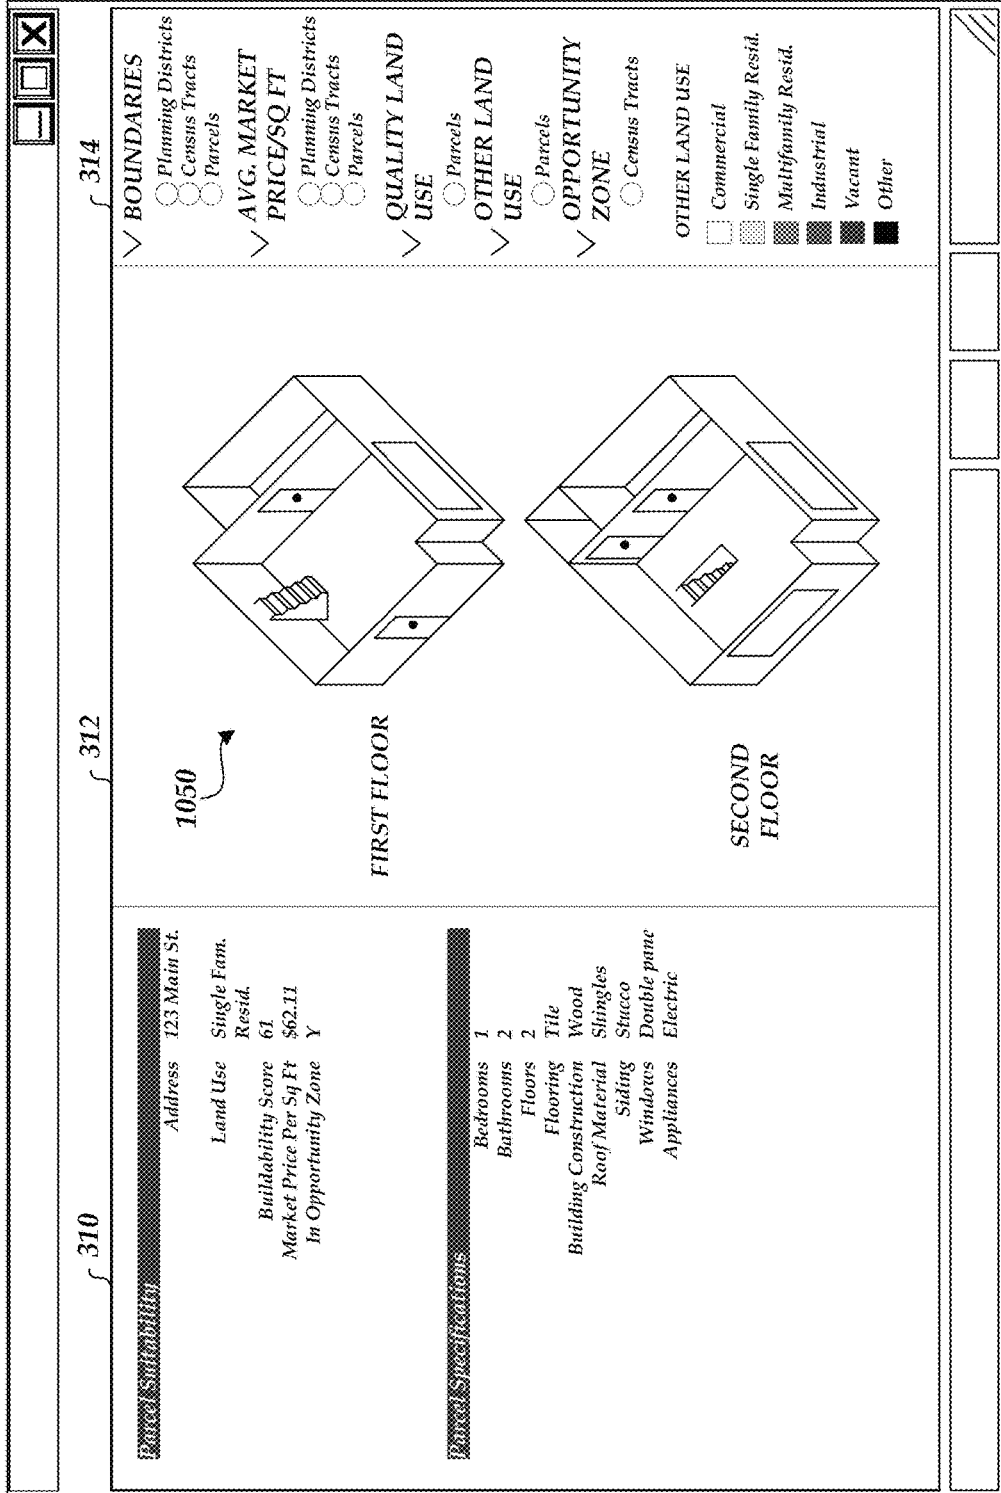 310
312
314
Parcel Suitability
Address 123 Main St.
Land Use Single Fam.
Resid.
Buildability Score 61
Market Price Per Sq Ft $62.11
In Opportunity Zone Y
Parcel Specifications
Bedrooms 1
Bathrooms 2
Floors 2
Flooring Tile
Building Construction Wood
Roof Material Shingles
Siding Stucco
Windows Double pane
Appliances Electric
1050
FIRST FLOOR
SECOND
FLOOR
BOUNDARIES
Planning Districts
Census Tracts
Parcels
AVG. MARKET
PRICE/SQ FT
Planning Districts
Census Tracts
Parcels
QUALITY LAND
USE
Parcels
OTHER LAND
USE
Parcels
OPPORTUNITY
ZONE
Census Tracts
OTHER LAND USE
Commercial
Single Family Resid.
Multifamily Resid.
Industrial
Vacant
Other